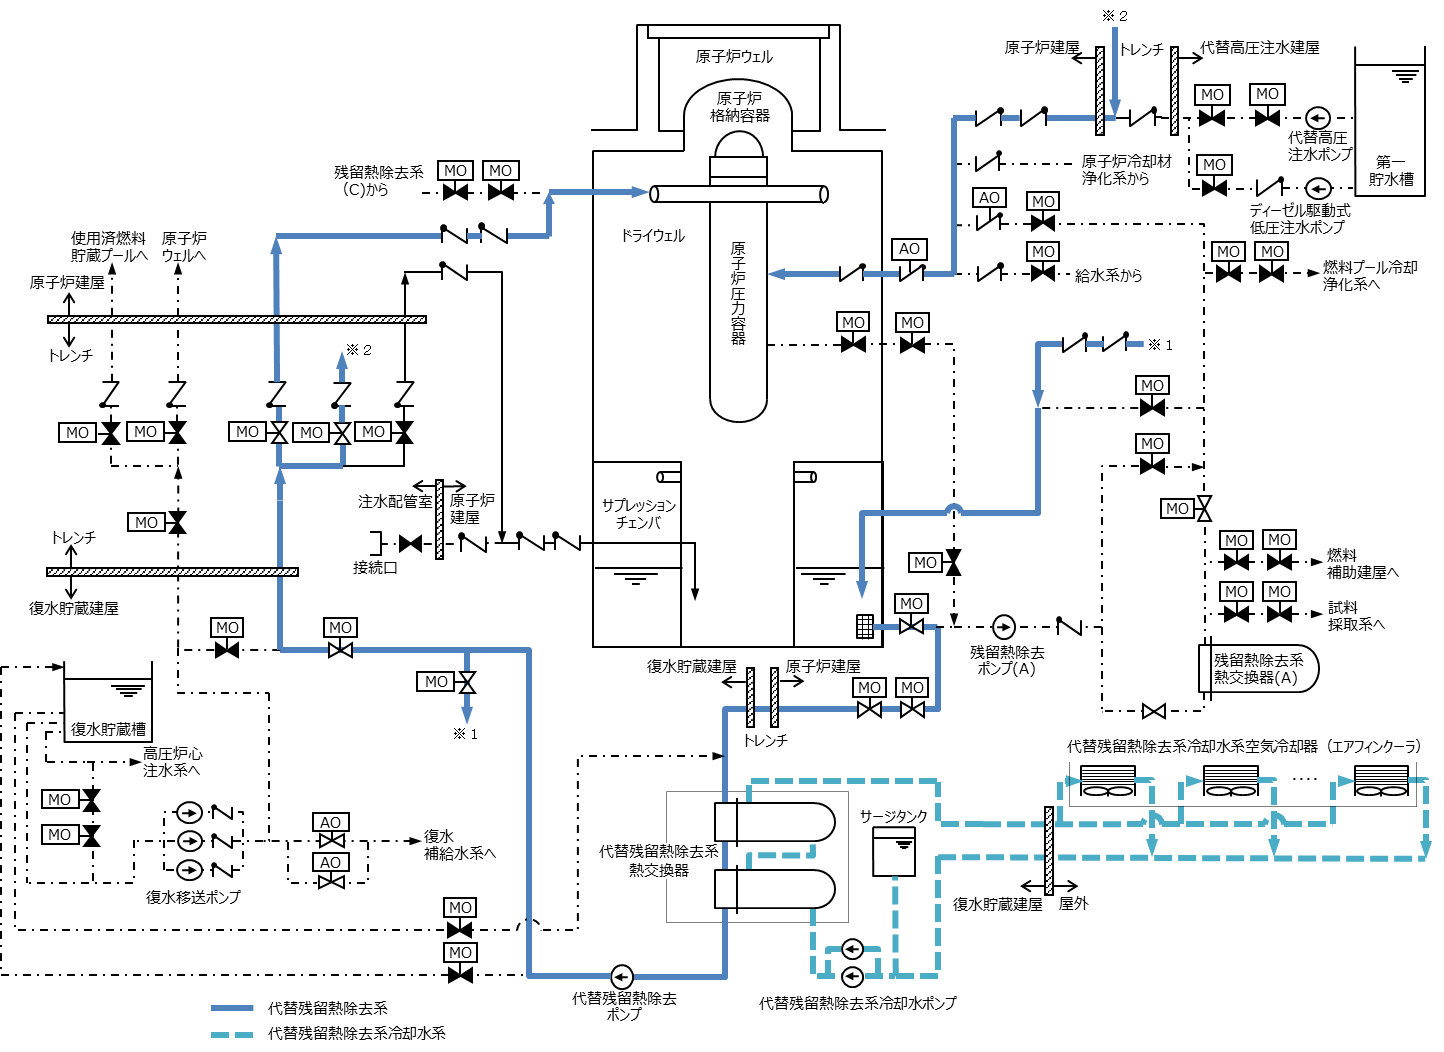 ※2
原子炉建屋
トレンチ
代替高圧注水建屋
原子炉ウェル
原子炉
格納容器
MO
MO
代替高圧
注水ポンプ
第一
貯水槽
原子炉冷却材
浄化系から
MO
ディーゼル駆動式
低圧注水ポンプ
残留熱除去系
(C)から
MO
MO
AO
MO
ドライウェル
原子炉圧力容器
AO
MO
給水系から
MO
MO
燃料プール冷却
浄化系へ
使用済燃料
貯蔵プールへ
原子炉
ウェルへ
原子炉建屋
トレンチ
※2
MO
MO
※1
MO
MO
MO
MO
MO
MO
MO
MO
サプレッション
チェンバ
注水配管室
原子炉
建屋
接続口
MO
MO
トレンチ
復水貯蔵建屋
MO
MO
MO
燃料
補助建屋へ
MO
MO
試料
採取系へ
MO
MO
MO
MO
※1
残留熱除去
ポンプ(A)
残留熱除去系
熱交換器(A)
復水貯蔵建屋
原子炉建屋
MO
MO
トレンチ
復水貯蔵槽
高圧炉心
注水系へ
代替残留熱除去系冷却水系空気冷却器（エアフィンクーラ）
‥‥
MO
MO
AO
AO
復水
補給水系へ
復水移送ポンプ
代替残留熱除去系
熱交換器
サージタンク
復水貯蔵建屋
屋外
MO
MO
代替残留熱除去
ポンプ
代替残留熱除去系冷却水ポンプ
代替残留熱除去系
代替残留熱除去系冷却水系